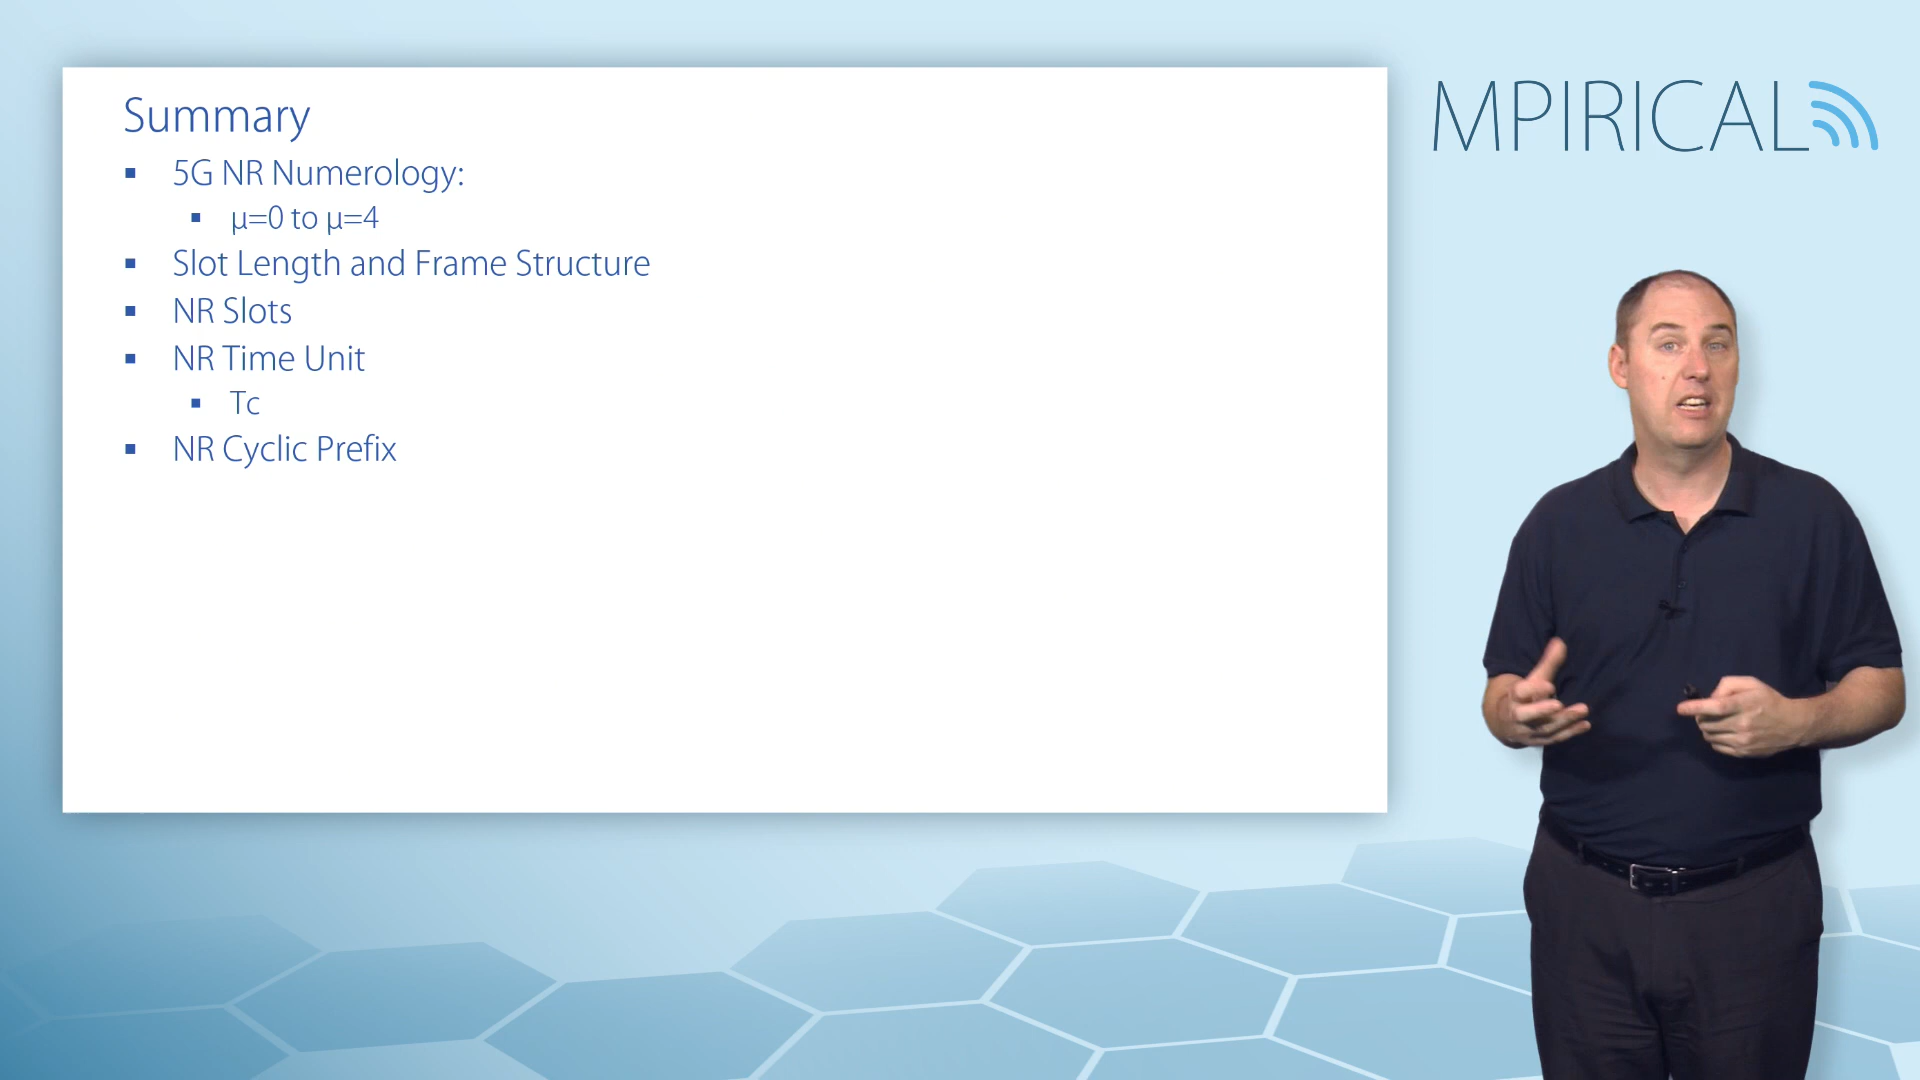 Summary
5G NR Numerology:
µ=0 to µ=4
Slot Length and Frame Structure
NR Slots
NR Time Unit
Tc
NR Cyclic Prefix
MPIRICAL